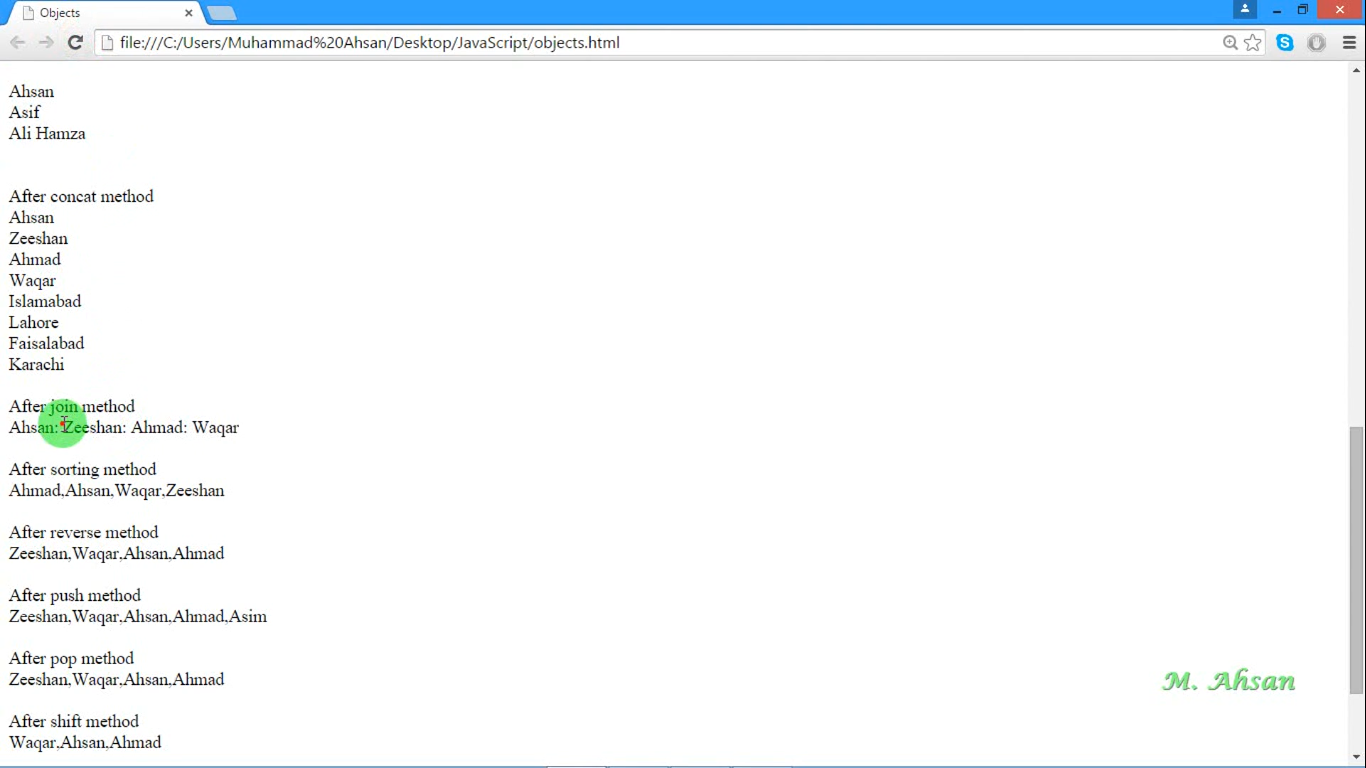 Objects
file:///C:/Users/Muhammad%20Ahsan/Desktop/JavaScript/objects.html
Ahsan
Asif
Ali Hamza
After concat method
Ahsan
Zeeshan
Ahmad
Waqar
Islamabad
Lahore
Faisalabad
Karachi
After join method
Ahsan: Zeeshan: Ahmad: Waqar
After sorting method
Ahmad,Ahsan,Waqar,Zeeshan
After reverse method
Zeeshan,Waqar,Ahsan,Ahmad
After push method
Zeeshan,Waqar,Ahsan,Ahmad,Asim
After pop method
Zeeshan,Waqar,Ahsan,Ahmad
M. Ahsan
After shift method
Waqar,Ahsan,Ahmad